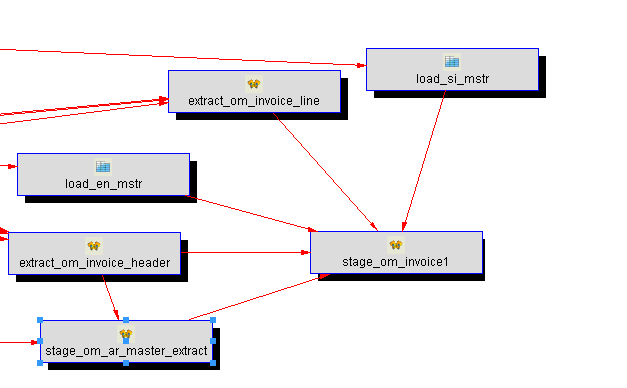 load_si_mstr
extract_om_invoice_line
load_en_mstr
extract_om_invoice_header
stage_om_invoice1
stage_om_ar_master_extract